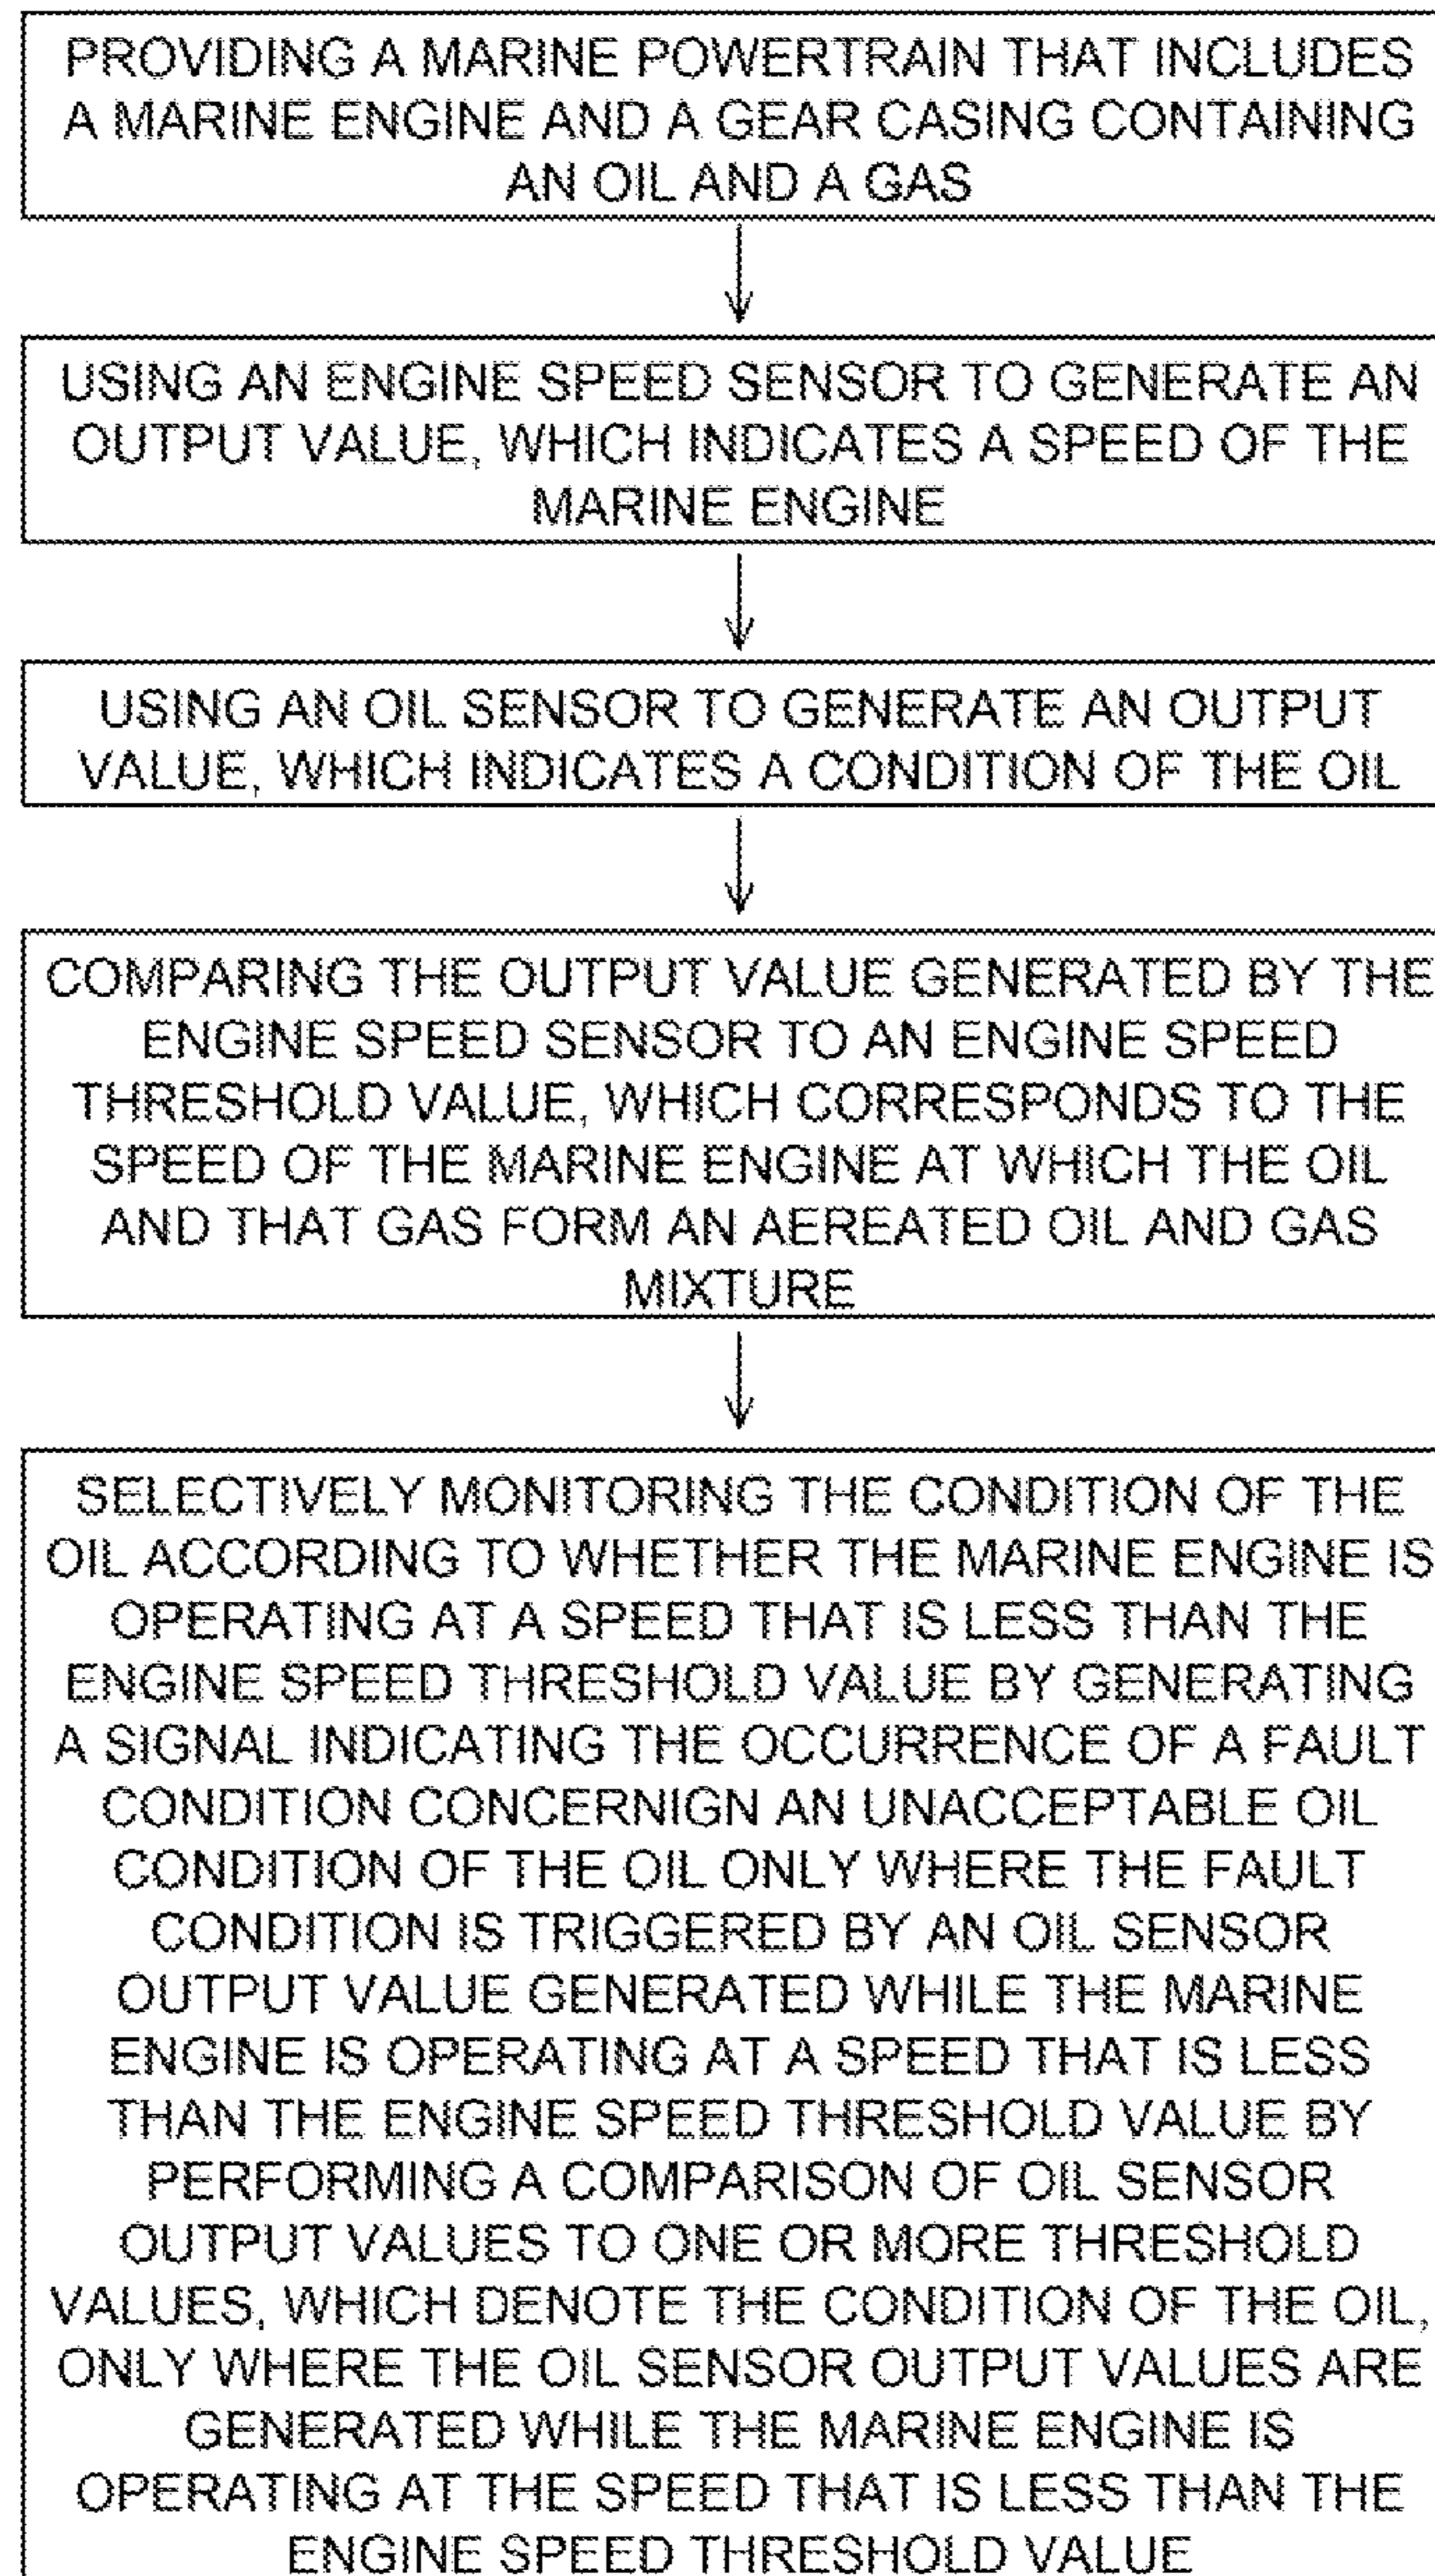 PROVIDING A MARINE POWERTRAIN THAT INCLUDES
A MARINE ENGINE AND A GEAR CASING CONTAINING
AN OIL AND A GAS
USING AN ENGINE SPEED SENSOR TO GENERATE AN
OUTPUT VALUE, WHICH INDICATES A SPEED OF THE
MARINE ENGINE
USING AN OIL SENSOR TO GENERATE AN OUTPUT
VALUE, WHICH INDICATES A CONDITION OF THE OIL
COMPARING THE OUTPUT VALUE GENERATED BY THE
ENGINE SPEED SENSOR TO AN ENGINE SPEED
THRESHOLD VALUE, WHICH CORRESPONDS TO THE
SPEED OF THE MARINE ENGINE AT WHICH THE OIL
AND THAT GAS FORM AN AEREATED OIL AND GAS
MIXTURE
SELECTIVELY MONITORING THE CONDITION OF THE
OIL ACCORDING TO WHETHER THE MARINE ENGINE IS
OPERATING AT A SPEED THAT IS LESS THAN THE
ENGINE SPEED THRESHOLD VALUE BY GENERATING
A SIGNAL INDICATING THE OCCURRENCE OF A FAULT
CONDITION CONCERNIGN AN UNACCEPTABLE OIL
CONDITION OF THE OIL ONLY WHERE THE FAULT
CONDITION IS TRIGGERED BY AN OIL SENSOR
OUTPUT VALUE GENERATED WHILE THE MARINE
ENGINE IS OPERATING AT A SPEED THAT IS LESS
THAN THE ENGINE SPEED THRESHOLD VALUE BY
PERFORMING A COMPARISON OF OIL SENSOR
OUTPUT VALUES TO ONE OR MORE THRESHOLD
VALUES, WHICH DENOTE THE CONDITION OF THE OIL,
ONLY WHERE THE OIL SENSOR OUTPUT VALUES ARE
GENERATED WHILE THE MARINE ENGINE IS
OPERATING AT THE SPEED THAT IS LESS THAN THE
ENGINE SPEED THRESHOLD VALUE